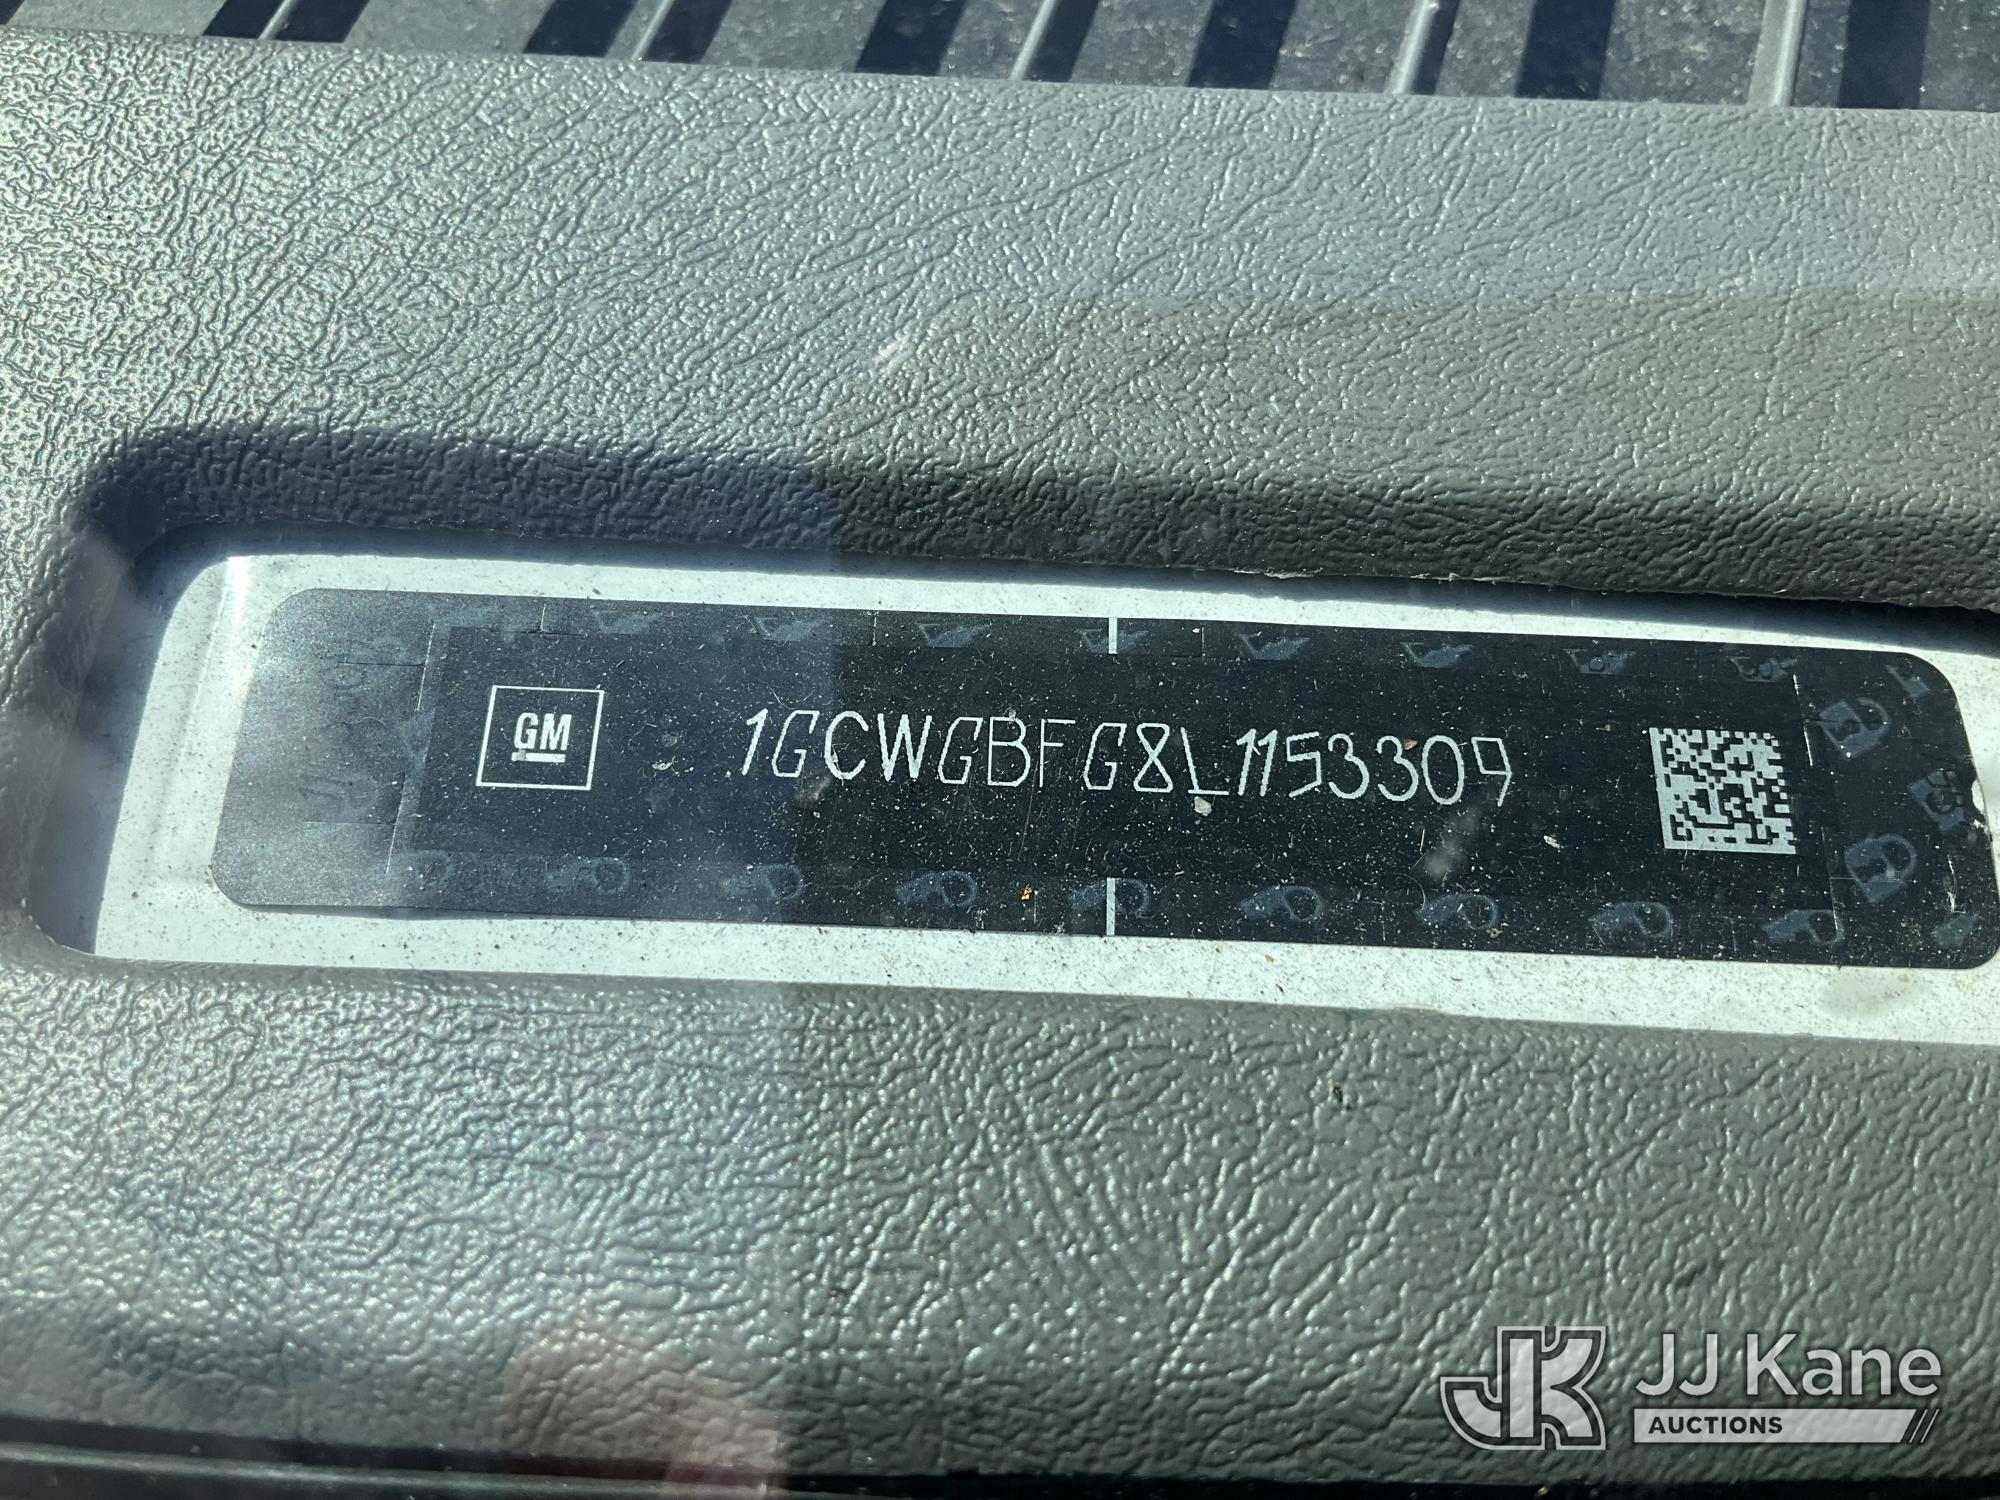 GM
1GCWGBFG8L1153309
JJ Kane
AUCTIONS